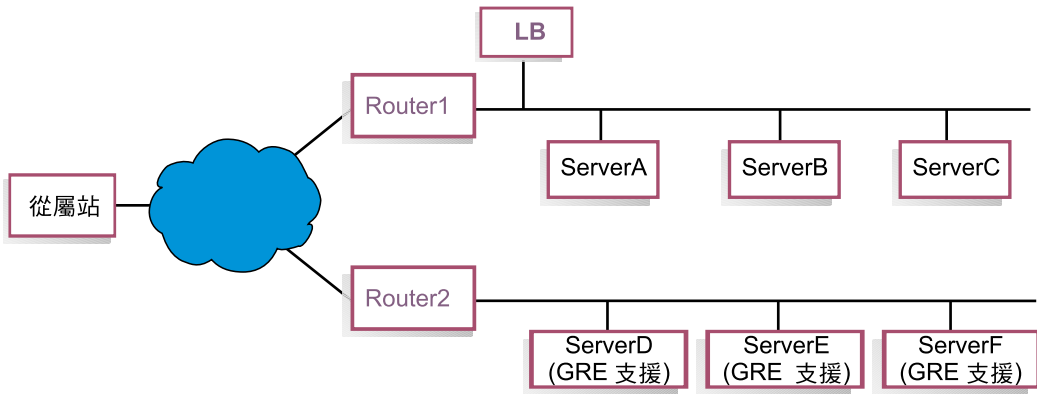 LB
Router1
ServerA
ServerB
ServerC
從屬站
Router2
ServerD
(GRE 支援)
ServerE
(GRE 支援)
ServerF
(GRE 支援)